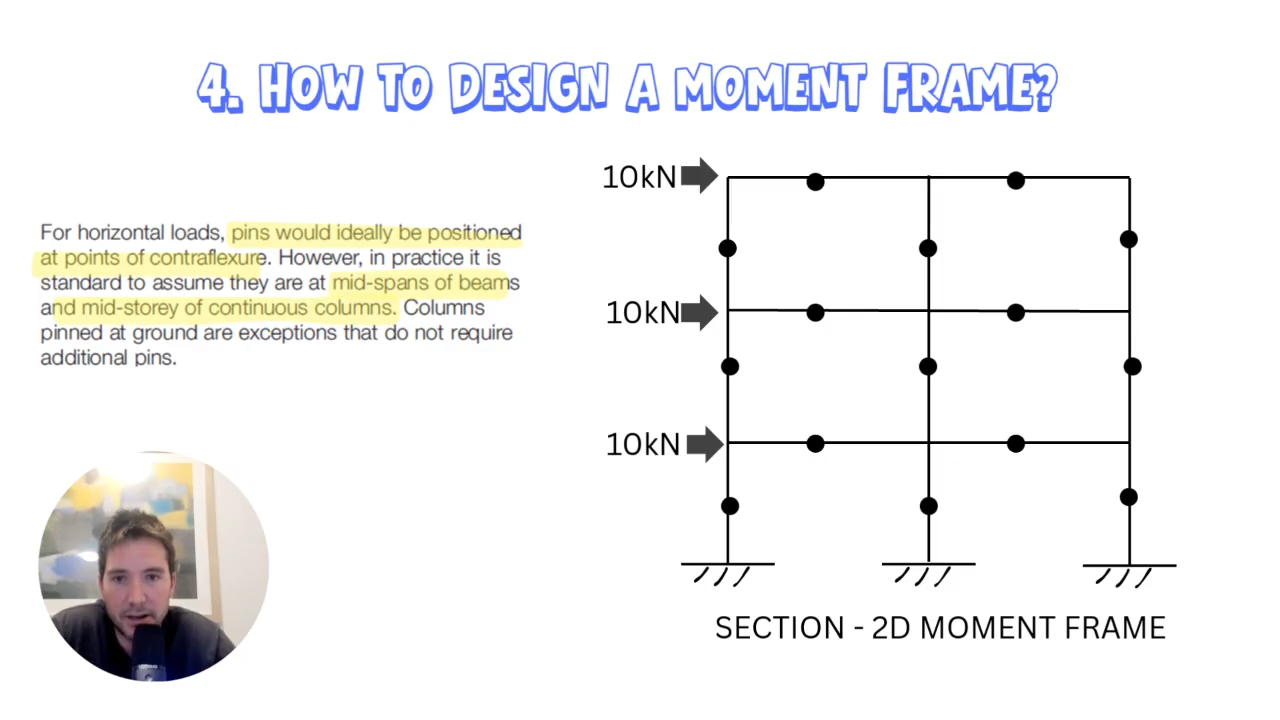 4. HOW TO DESIGN A MOMENT FRAME?
For horizontal loads, pins would ideally be positioned
at points of contraflexure. However, in practice it is
standard to assume they are at mid-spans of beams
and mid-storey of continuous columns. Columns
pinned at ground are exceptions that do not require
additional pins.
10kN
10kN
10kN
SECTION - 2D MOMENT FRAME